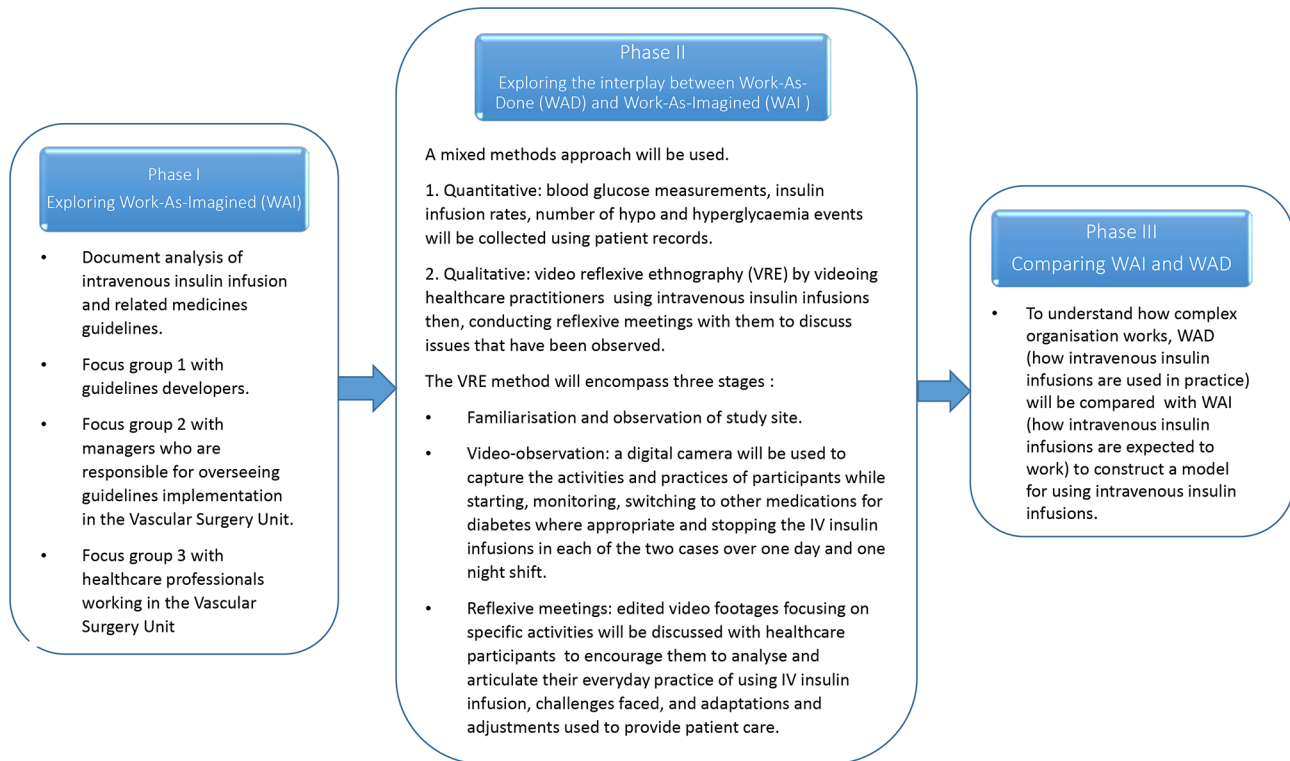 Phase I
Exploring Work-As-Imagined (WAI)
• Document analysis of
intravenous insulin infusion
and related medicines
guidelines.
• Focus group 1 with
guidelines developers.
• Focus group 2 with
managers who are
responsible for overseeing
guidelines implementation
in the Vascular Surgery Unit.
• Focus group 3 with
healthcare professionals
working in the Vascular
Surgery Unit
Phase II
Exploring the interplay between Work-As-
Done (WAD) and Work-As-Imagined (WAI )
A mixed methods approach will be used.
1. Quantitative: blood glucose measurements, insulin
infusion rates, number of hypo and hyperglycaemia events
will be collected using patient records.
2. Qualitative: video reflexive ethnography (VRE) by videoing
healthcare practitioners using intravenous insulin infusions
then, conducting reflexive meetings with them to discuss
issues that have been observed.
The VRE method will encompass three stages :
• Familiarisation and observation of study site.
• Video-observation: a digital camera will be used to
capture the activities and practices of participants while
starting, monitoring, switching to other medications for
diabetes where appropriate and stopping the IV insulin
infusions in each of the two cases over one day and one
night shift.
• Reflexive meetings: edited video footages focusing on
specific activities will be discussed with healthcare
participants to encourage them to analyse and
articulate their everyday practice of using IV insulin
infusion, challenges faced, and adaptations and
adjustments used to provide patient care.
Phase III
Comparing WAI and WAD
• To understand how complex
organisation works, WAD
(how intravenous insulin
infusions are used in practice)
will be compared with WAI
(how intravenous insulin
infusions are expected to
work) to construct a model
for using intravenous insulin
infusions.